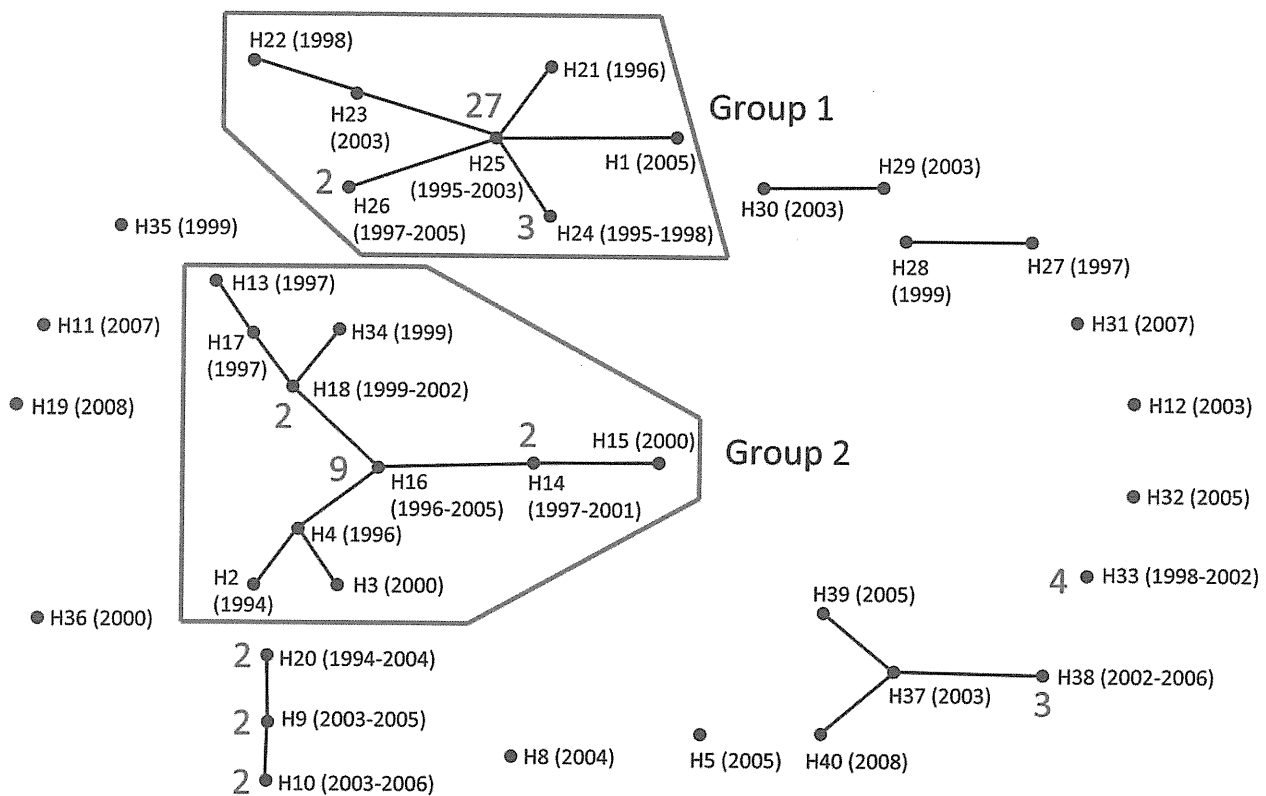 H22 (1998)
H21 (1996)
27
Group 1
H23
(2003)
H25
(1995-2003)
H1 (2005)
H29 (2003)
2
H26
(1997-2005)
3
H24 (1995-1998)
H30 (2003)
H35 (1999)
H28
(1999)
H27 (1997)
H13 (1997)
H11 (2007)
H17
(1997)
H34 (1999)
H31 (2007)
H18 (1999-2002)
2
H19 (2008)
H12 (2003)
9
H16
(1996-2005)
2
H14
(1997-2001)
H15 (2000)
Group 2
H32 (2005)
H4 (1996)
H2
(1994)
H3 (2000)
4
H33 (1998-2002)
H36 (2000)
H39 (2005)
2
H20 (1994-2004)
H37 (2003)
H38 (2002-2006)
3
2
H9 (2003-2005)
H8 (2004)
H5 (2005)
H40 (2008)
2
H10 (2003-2006)